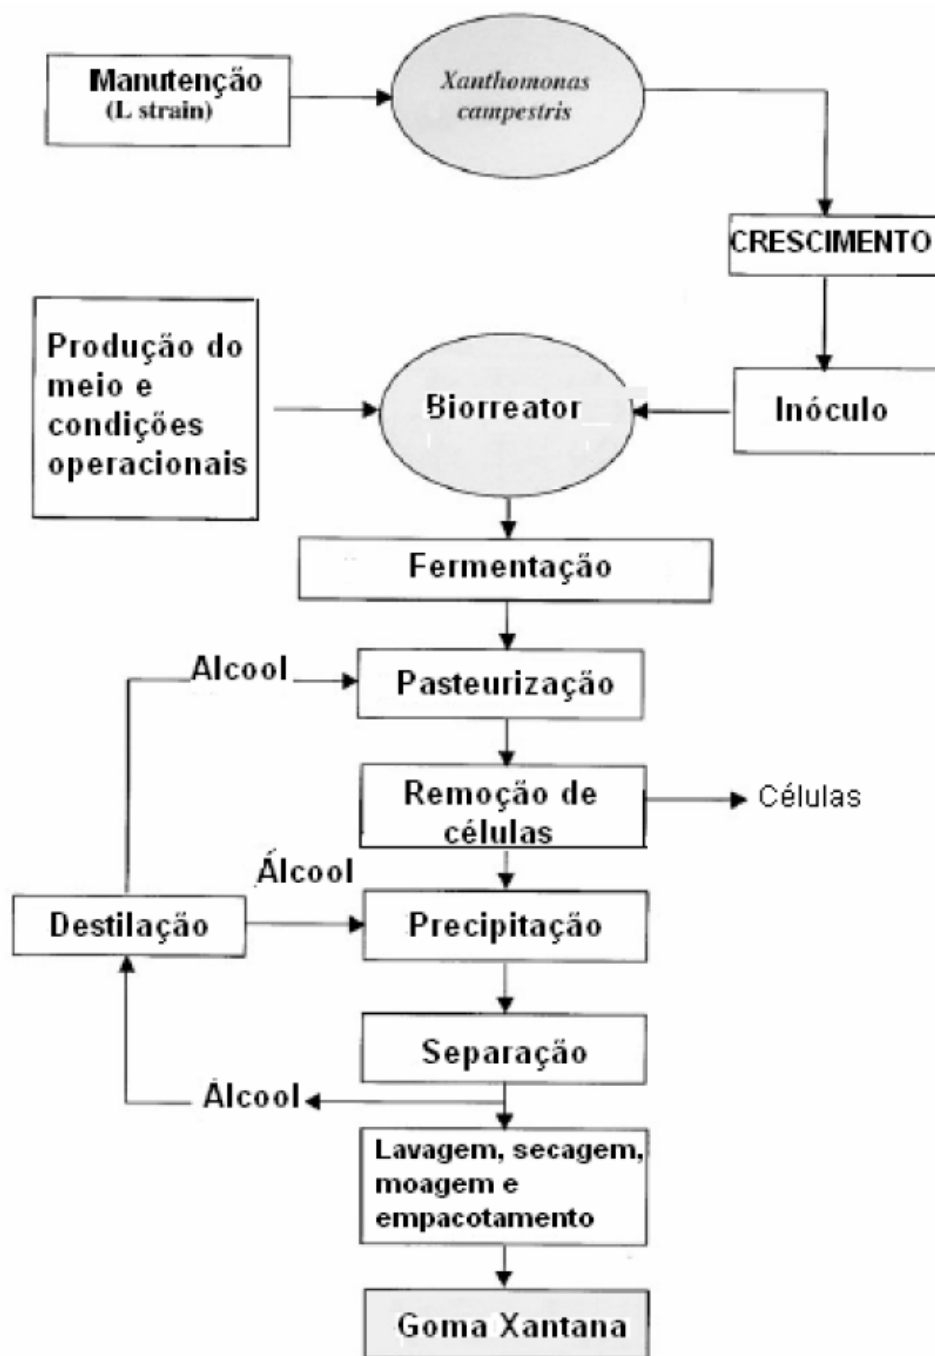 Manutenção
(L strain)
Xanthomonas
campestris
CRESCIMENTO
Produção do
meio e
condições
operacionais
Biorreator
Inóculo
Fermentação
Alcool
Pasteurização
Remoção de
células
Células
Álcool
Destilação
Precipitação
Separação
Álcool
Lavagem, secagem,
moagem e
empacotamento
Goma Xantana